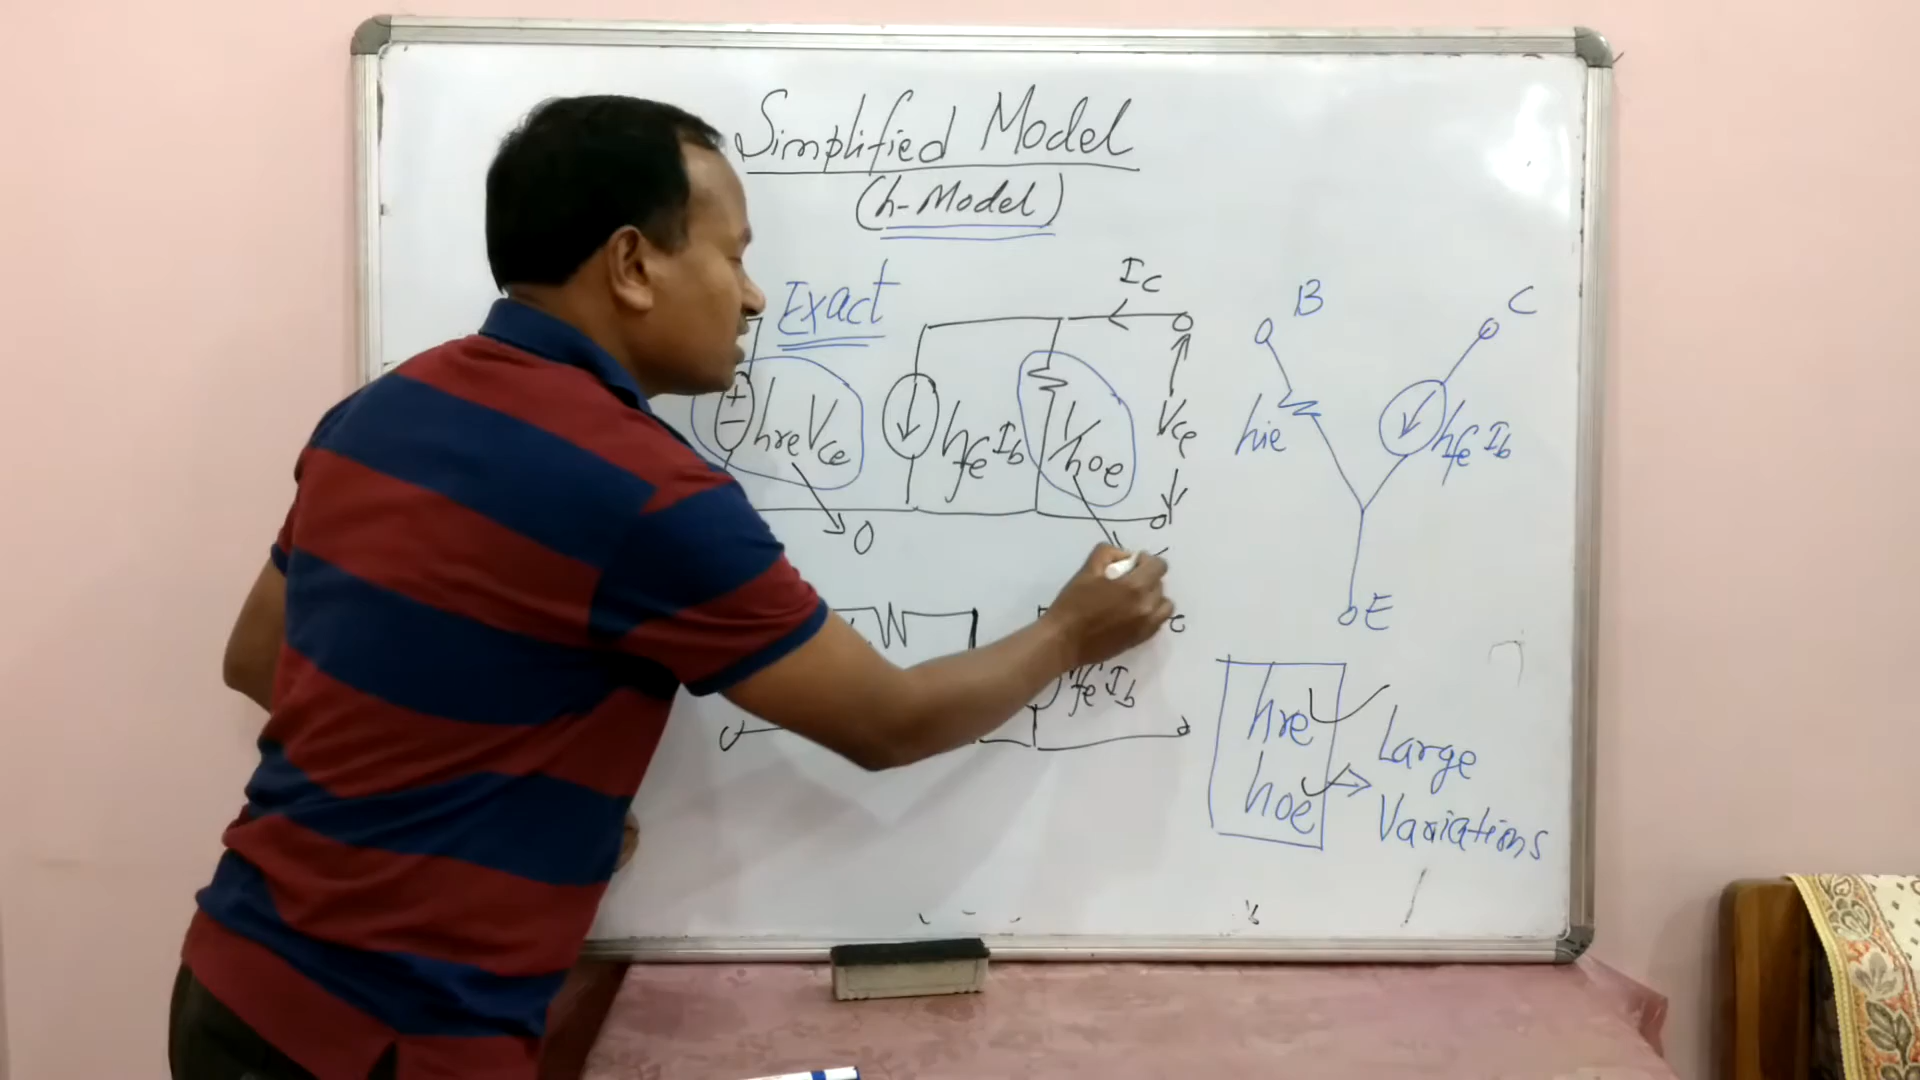 Simplified Model
(h-Model)
Exact
Ic
B
C
+
-
hre Vce
hfe Ib
1/hoe
Vce
hie
hfe Ib
0
E
c
hfe Ib
hre
hoe
Large
Variations